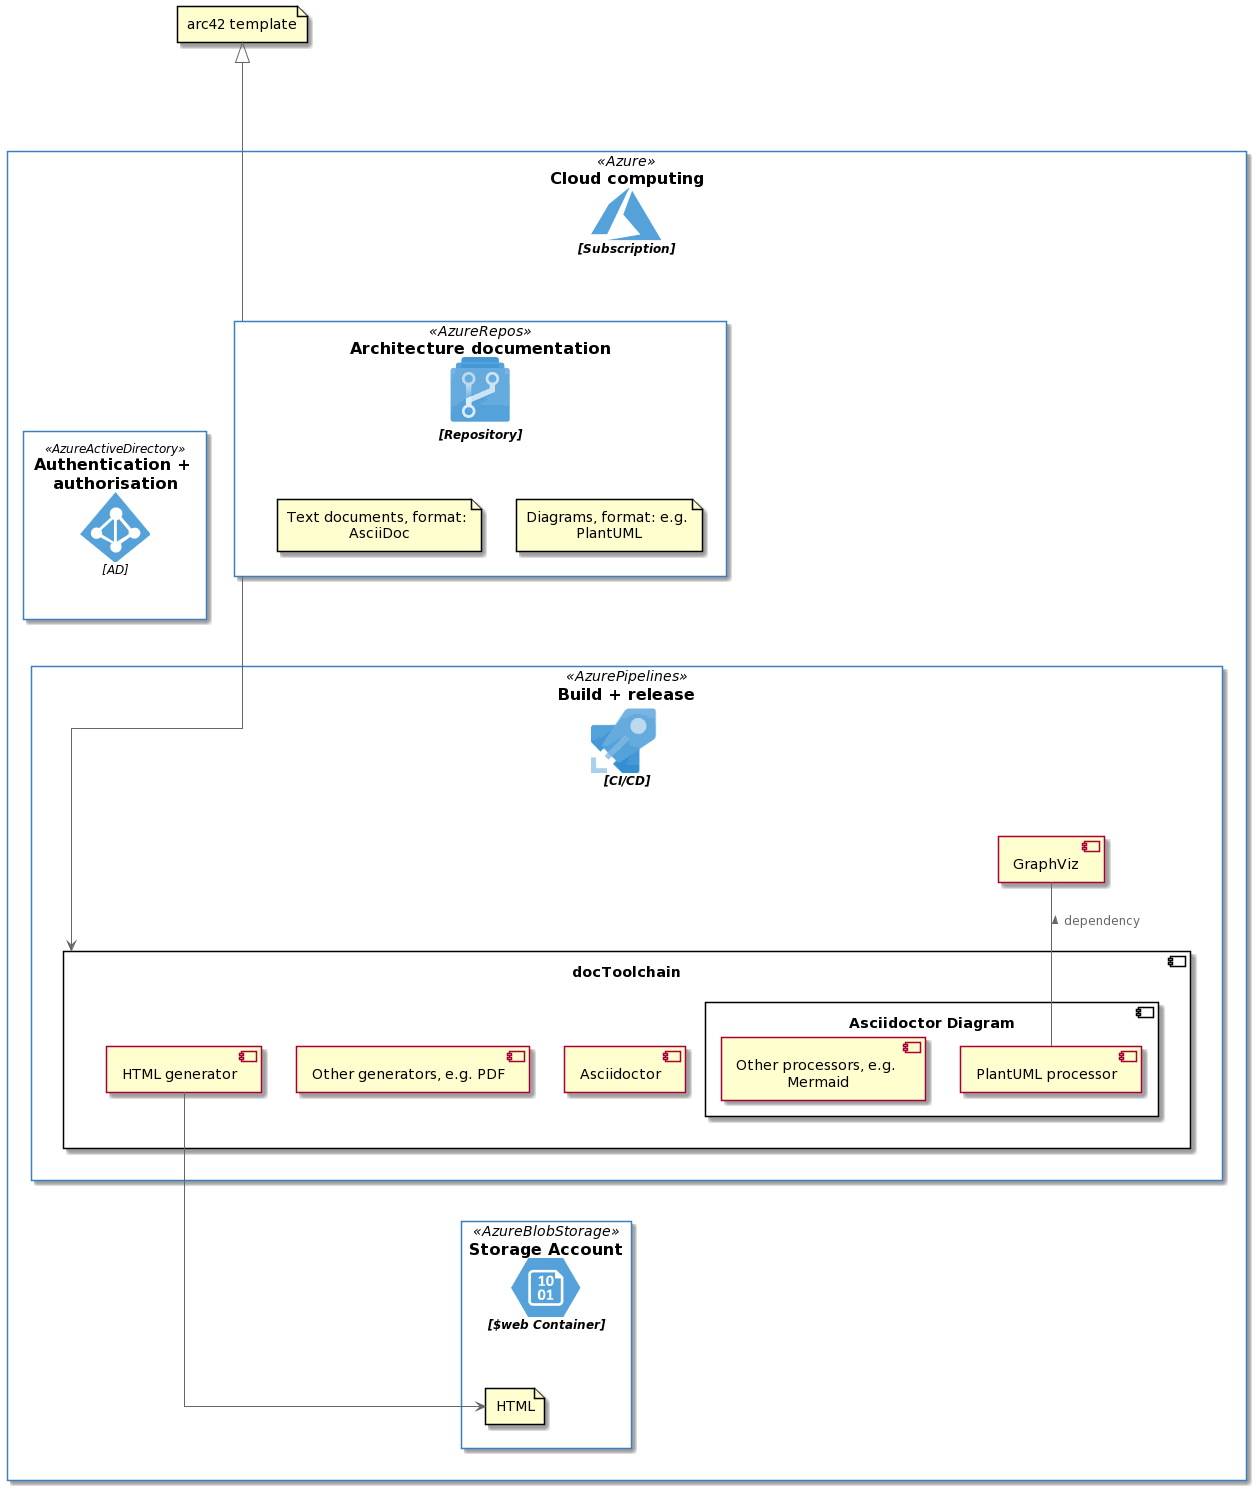 arc42 template
«Azure»
Cloud computing
[Subscription]
«AzureRepos»
Architecture documentation
[Repository]
Text documents, format:
AsciiDoc
Diagrams, format: e.g.
PlantUML
«AzureActiveDirectory»
Authentication +
authorisation
[AD]
«AzurePipelines»
Build + release
[CI/CD]
GraphViz
dependency
docToolchain
Asciidoctor Diagram
HTML generator
Other generators, e.g. PDF
Asciidoctor
Other processors, e.g.
Mermaid
PlantUML processor
«AzureBlobStorage»
Storage Account
10
01
[$web Container]
HTML